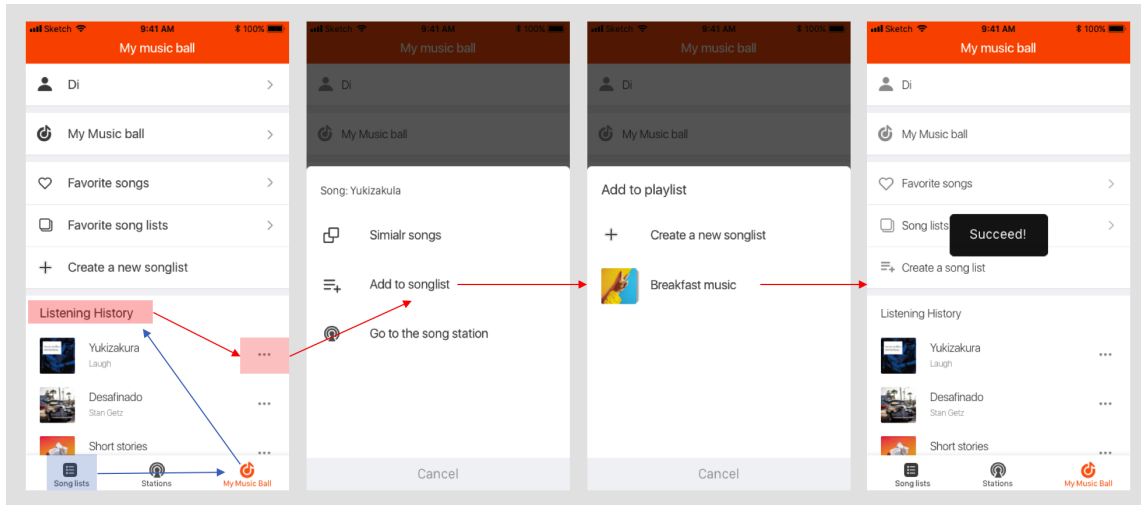 Sketch 9:41 AM 100%
My music ball
Di
My Music ball
Favorite songs
Favorite song lists
Create a new songlist
Listening History
Yukizakura
Laugh
Desafinado
Stan Getz
Short stories
Song lists Stations My Music Ball
Sketch 9:41 AM 100%
My music ball
Di
My Music ball
Song: Yukizakula
Simialr songs
Add to songlist
Go to the song station
Cancel
Sketch 9:41 AM 100%
My music ball
Di
My Music ball
Add to playlist
Create a new songlist
Breakfast music
Cancel
Sketch 9:41 AM 100%
My music ball
Di
My Music ball
Favorite songs
Song lists
Succeed!
Create a song list
Listening History
Yukizakura
Laugh
Desafinado
Stan Getz
Short stories
Song lists Stations My Music Ball